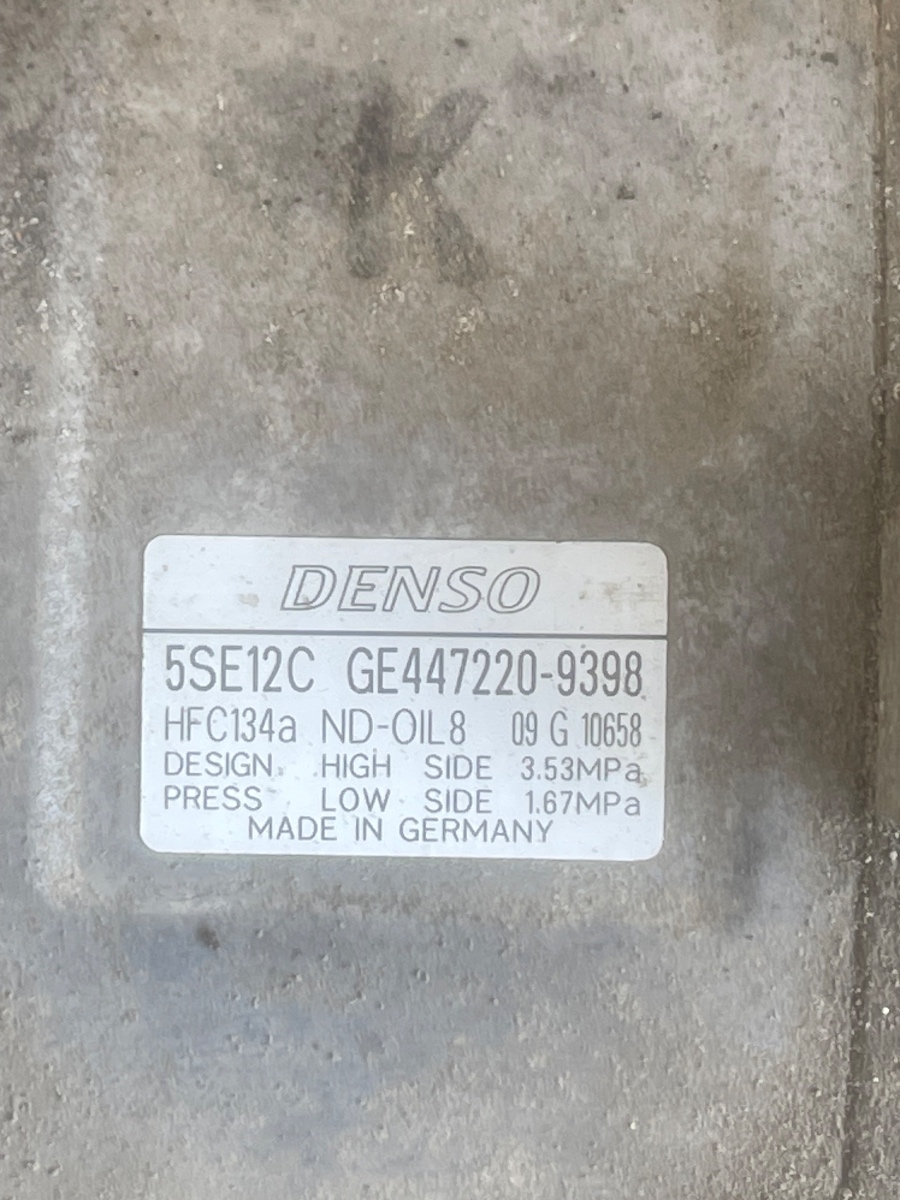 K
DENSO
5SE12C GE447220-9398
HFC134a ND-OIL8 09 G 10658
DESIGN HIGH SIDE 3.53MPa
PRESS LOW SIDE 1.67MPa
MADE IN GERMANY